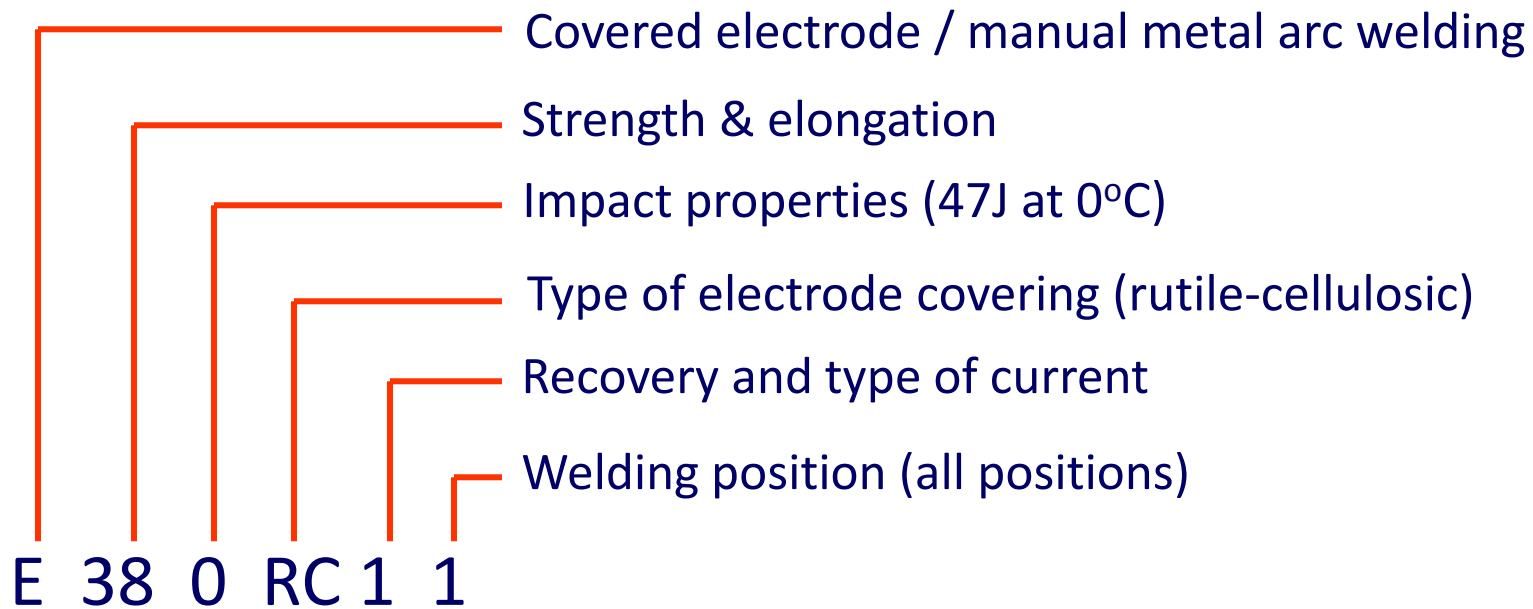 Covered electrode / manual metal arc welding
Strength & elongation
Impact properties (47J at 0ºC)
Type of electrode covering (rutile-cellulosic)
Recovery and type of current
Welding position (all positions)
E 38 0 RC 1 1